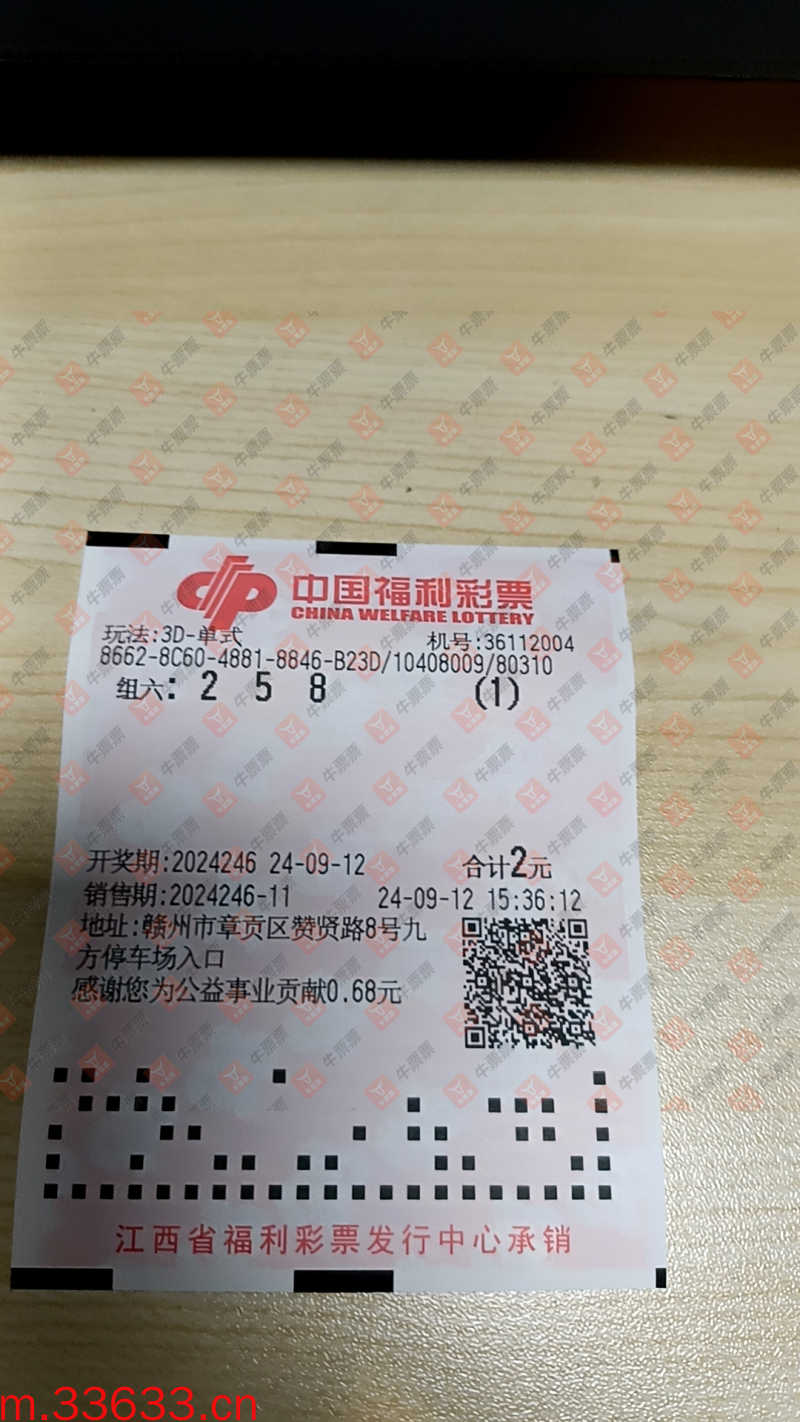 中国福利彩票
CHINA WELFARE LOTTERY
玩法:3D-单式 机号:36112004
8662-8C60-4881-8846-B23D/10408009/80310
组六: 2 5 8 (1)
开奖期:2024246 24-09-12 合计2元
销售期:2024246-11 24-09-12 15:36:12
地址:赣州市章贡区赞贤路8号九
方停车场入口
感谢您为公益事业贡献0.68元
江西省福利彩票发行中心承销
牛票票
m.33633.cn